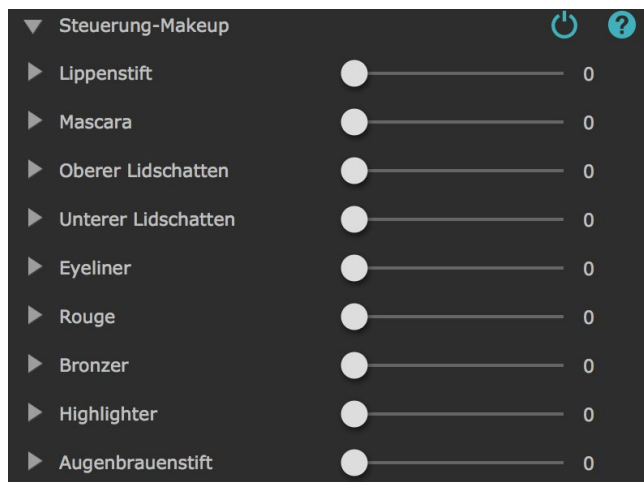 Steuerung-Makeup ?
Lippenstift 0
Mascara 0
Oberer Lidschatten 0
Unterer Lidschatten 0
Eyeliner 0
Rouge 0
Bronzer 0
Highlighter 0
Augenbrauenstift 0